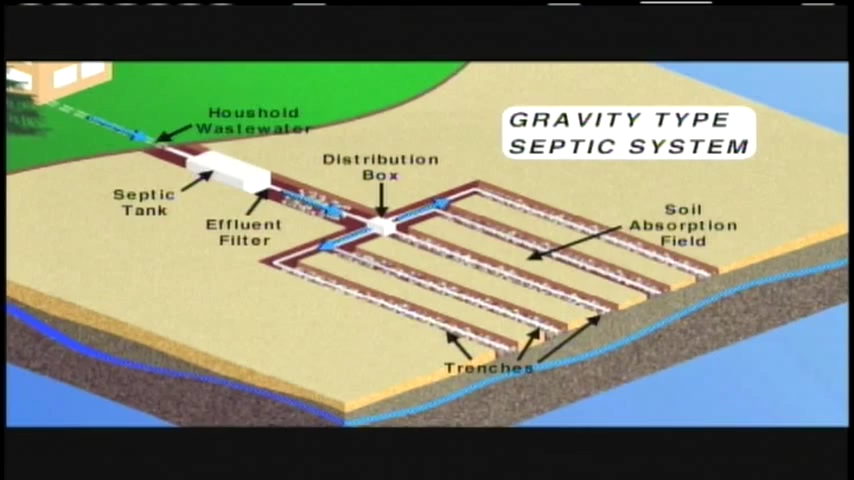 GRAVITY TYPE
SEPTIC SYSTEM
Houshold
Wastewater
Distribution
Box
Septic
Tank
Effluent
Filter
Soil
Absorption
Field
Trenches